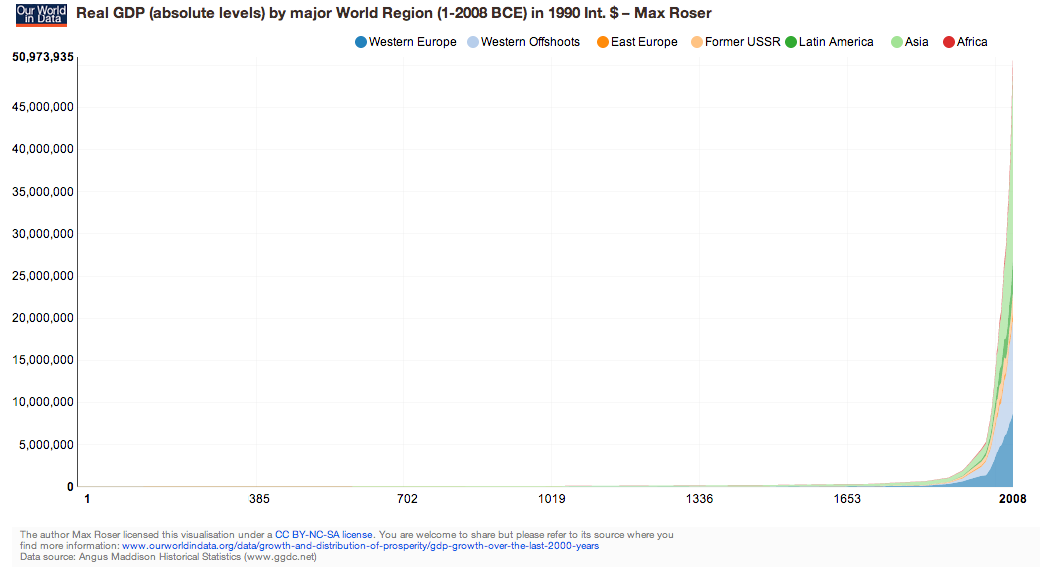 Our World
in Data
Real GDP (absolute levels) by major World Region (1-2008 BCE) in 1990 Int. $ – Max Roser
Western Europe Western Offshoots East Europe Former USSR Latin America Asia Africa
50,973,935
45,000,000
40,000,000
35,000,000
30,000,000
25,000,000
20,000,000
15,000,000
10,000,000
5,000,000
0
1 385 702 1019 1336 1653 2008
The author Max Roser licensed this visualisation under a CC BY-NC-SA license. You are welcome to share but please refer to its source where you
find more information: www.ourworldindata.org/data/growth-and-distribution-of-prosperity/gdp-growth-over-the-last-2000-years
Data source: Angus Maddison Historical Statistics (www.ggdc.net)